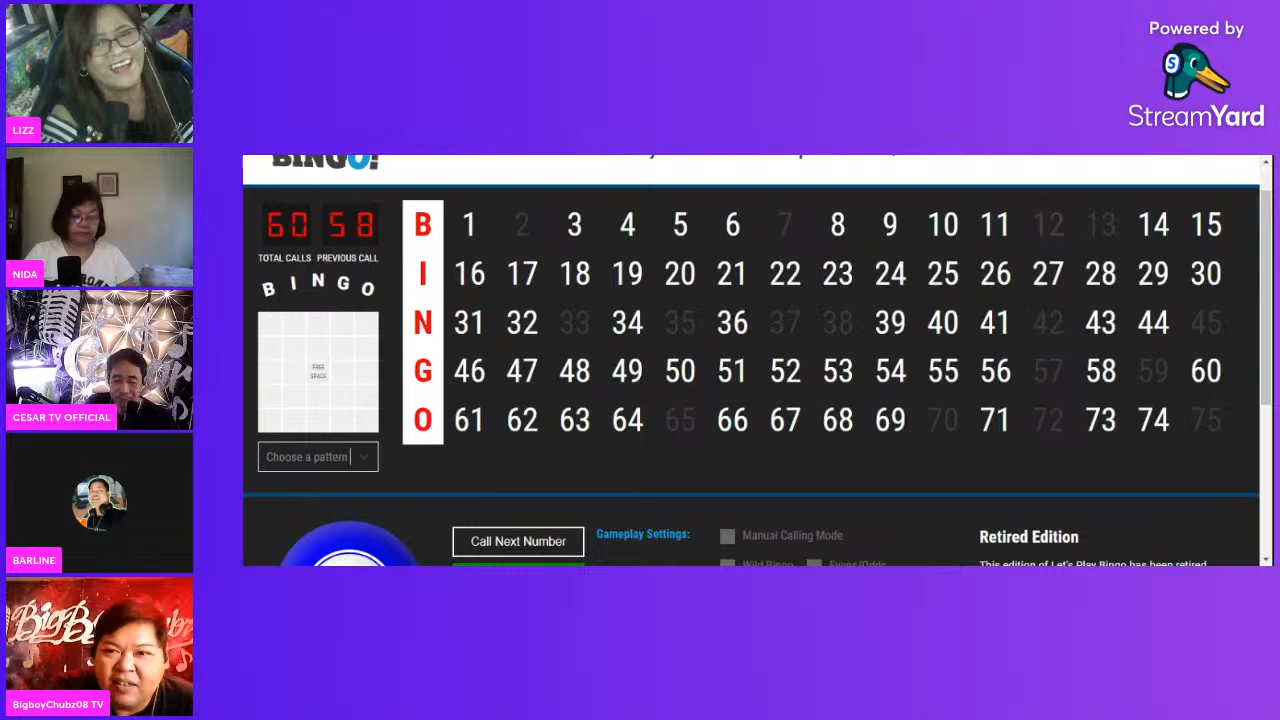 Powered by
StreamYard
LIZZ
NIDA
CESAR TV OFFICIAL
BARLINE
BigBoyChubz
BigboyChubz08 TV
BINGO!
60 58
TOTAL CALLS PREVIOUS CALL
B I N G O
FREE
SPACE
Choose a pattern
B 1 2 3 4 5 6 7 8 9 10 11 12 13 14 15
I 16 17 18 19 20 21 22 23 24 25 26 27 28 29 30
N 31 32 33 34 35 36 37 38 39 40 41 42 43 44 45
G 46 47 48 49 50 51 52 53 54 55 56 57 58 59 60
O 61 62 63 64 65 66 67 68 69 70 71 72 73 74 75
Call Next Number
Gameplay Settings:
Manual Calling Mode
Wild Bingo Evens/Odds
Retired Edition
This edition of Let's Play Bingo has been retired